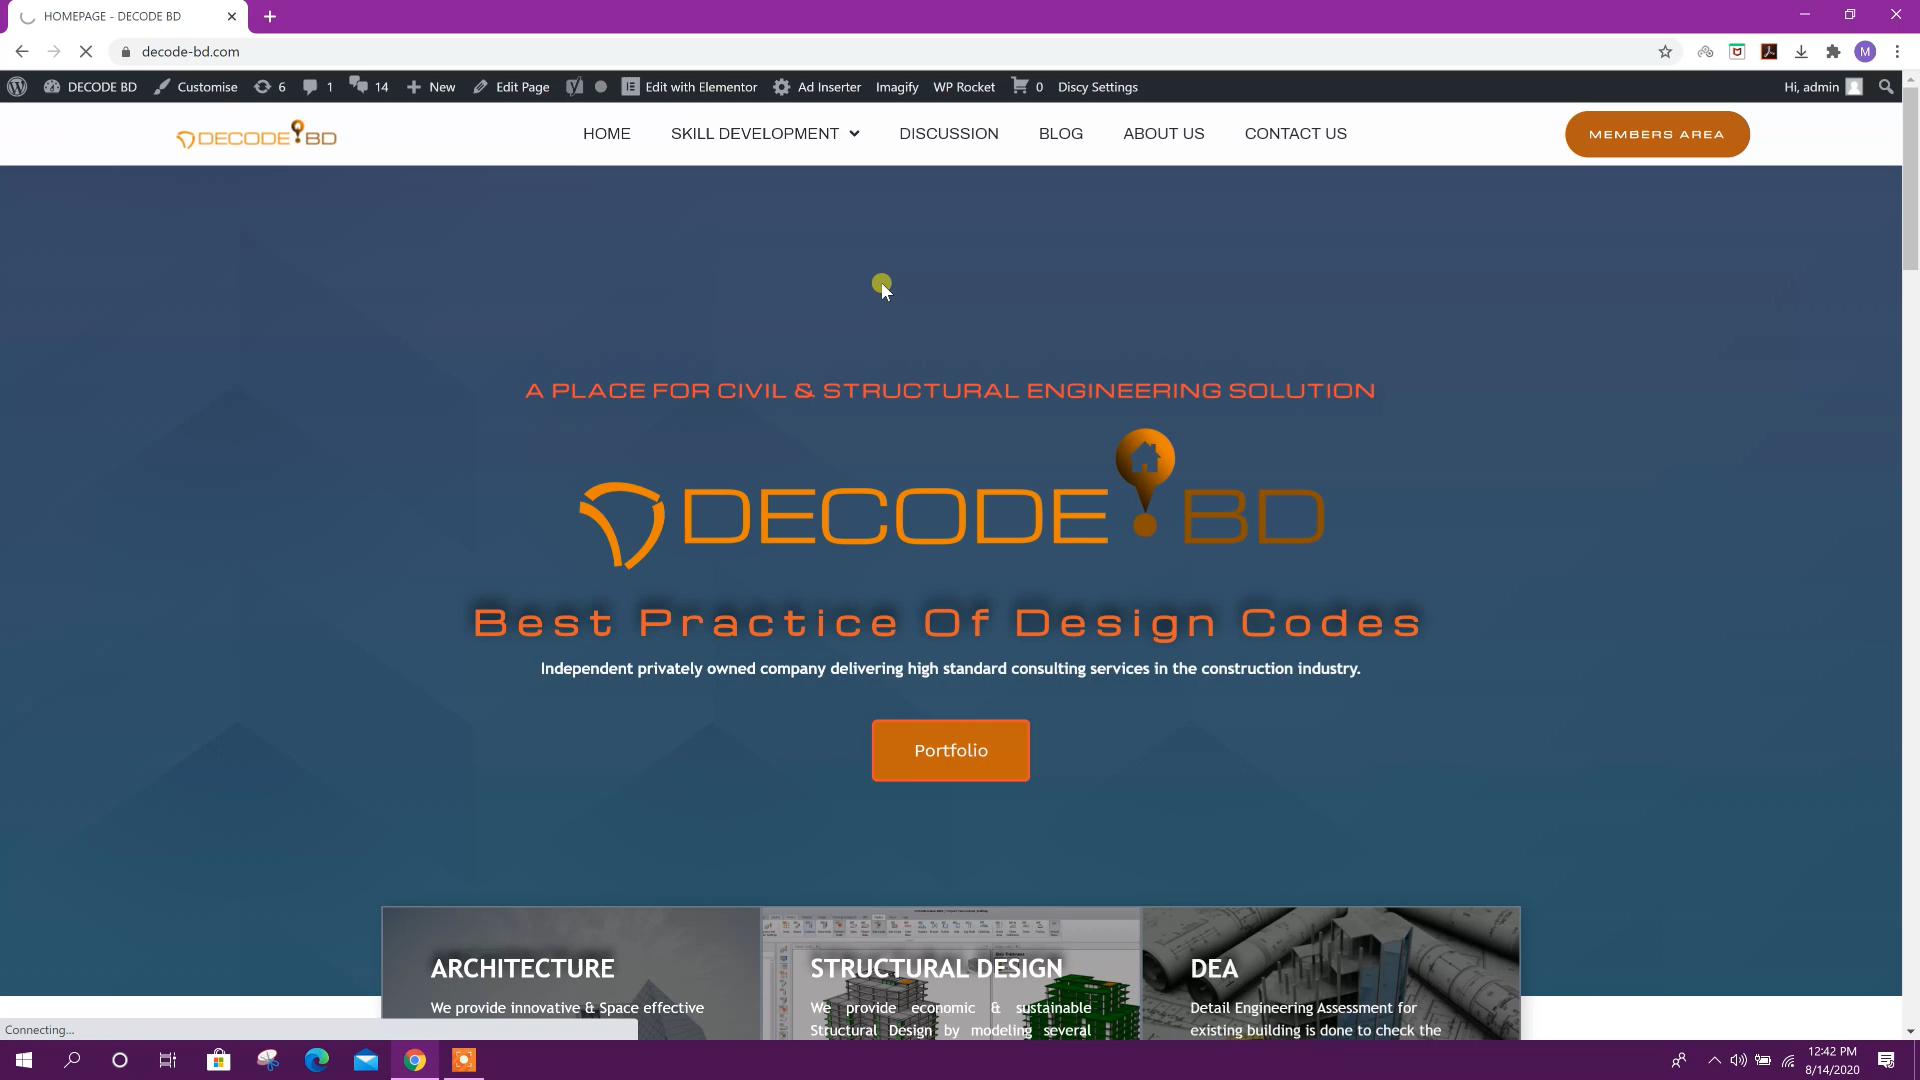 HOMEPAGE - DECODE BD
decode-bd.com
M
DECODE BD Customise 6 1 14 New Edit Page Edit with Elementor Ad Inserter Imagify WP Rocket 0 Discy Settings Hi, admin
DECODE BD HOME SKILL DEVELOPMENT DISCUSSION BLOG ABOUT US CONTACT US MEMBERS AREA
A PLACE FOR CIVIL & STRUCTURAL ENGINEERING SOLUTION
DECODE BD
Best Practice Of Design Codes
Independent privately owned company delivering high standard consulting services in the construction industry.
Portfolio
ARCHITECTURE
We provide innovative & Space effective
STRUCTURAL DESIGN
We provide economic & sustainable
Structural Design by modeling several
DEA
Detail Engineering Assessment for
existing building is done to check the
Connecting...
12:42 PM
8/14/2020